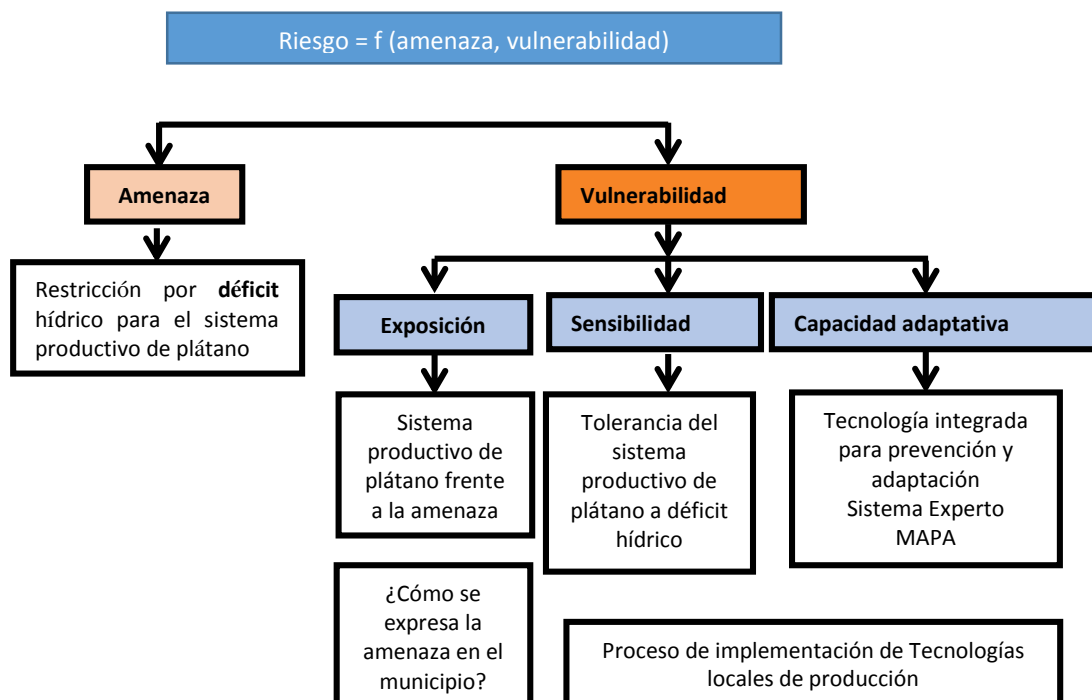 Riesgo = f (amenaza, vulnerabilidad)
Amenaza
Vulnerabilidad
Restricción por déficit
hídrico para el sistema
productivo de plátano
Exposición
Sensibilidad
Capacidad adaptativa
Sistema
productivo de
plátano frente
a la amenaza
Tolerancia del
sistema
productivo de
plátano a déficit
hídrico
Tecnología integrada
para prevención y
adaptación
Sistema Experto
MAPA
¿Cómo se
expresa la
amenaza en el
municipio?
Proceso de implementación de Tecnologías
locales de producción